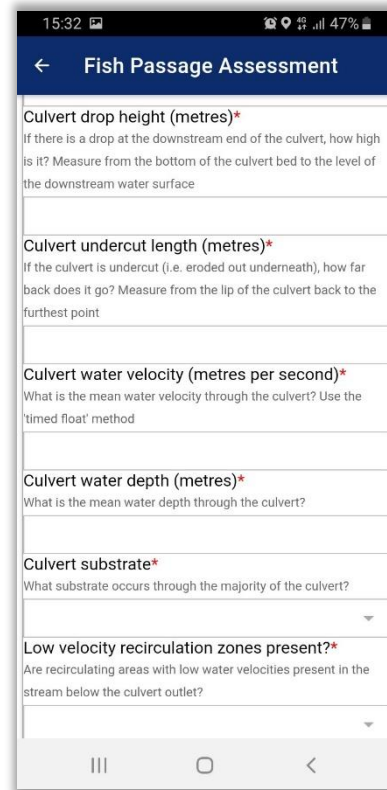 15:32 4G 47%
Fish Passage Assessment
Culvert drop height (metres)*
If there is a drop at the downstream end of the culvert, how high
is it? Measure from the bottom of the culvert bed to the level of
the downstream water surface
Culvert undercut length (metres)*
If the culvert is undercut (i.e. eroded out underneath), how far
back does it go? Measure from the lip of the culvert back to the
furthest point
Culvert water velocity (metres per second)*
What is the mean water velocity through the culvert? Use the
'timed float' method
Culvert water depth (metres)*
What is the mean water depth through the culvert?
Culvert substrate*
What substrate occurs through the majority of the culvert?
Low velocity recirculation zones present?*
Are recirculating areas with low water velocities present in the
stream below the culvert outlet?